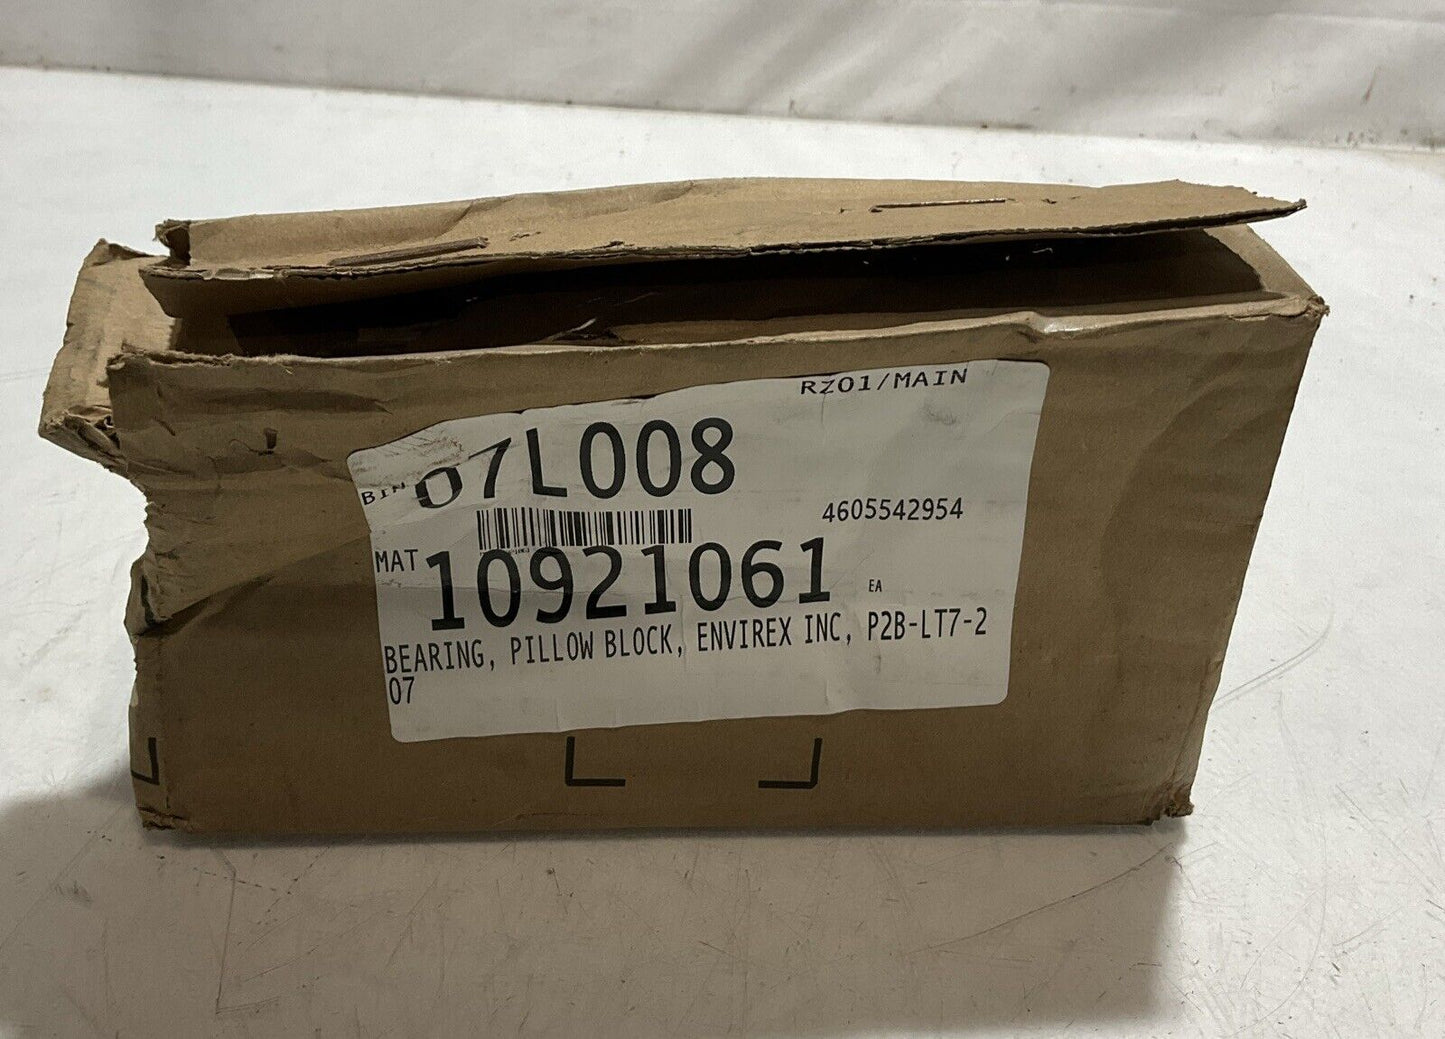 RZ01/MAIN
BIN 07L008
4605542954
MAT 10921061 EA
BEARING, PILLOW BLOCK, ENVIREX INC, P2B-LT7-2
07